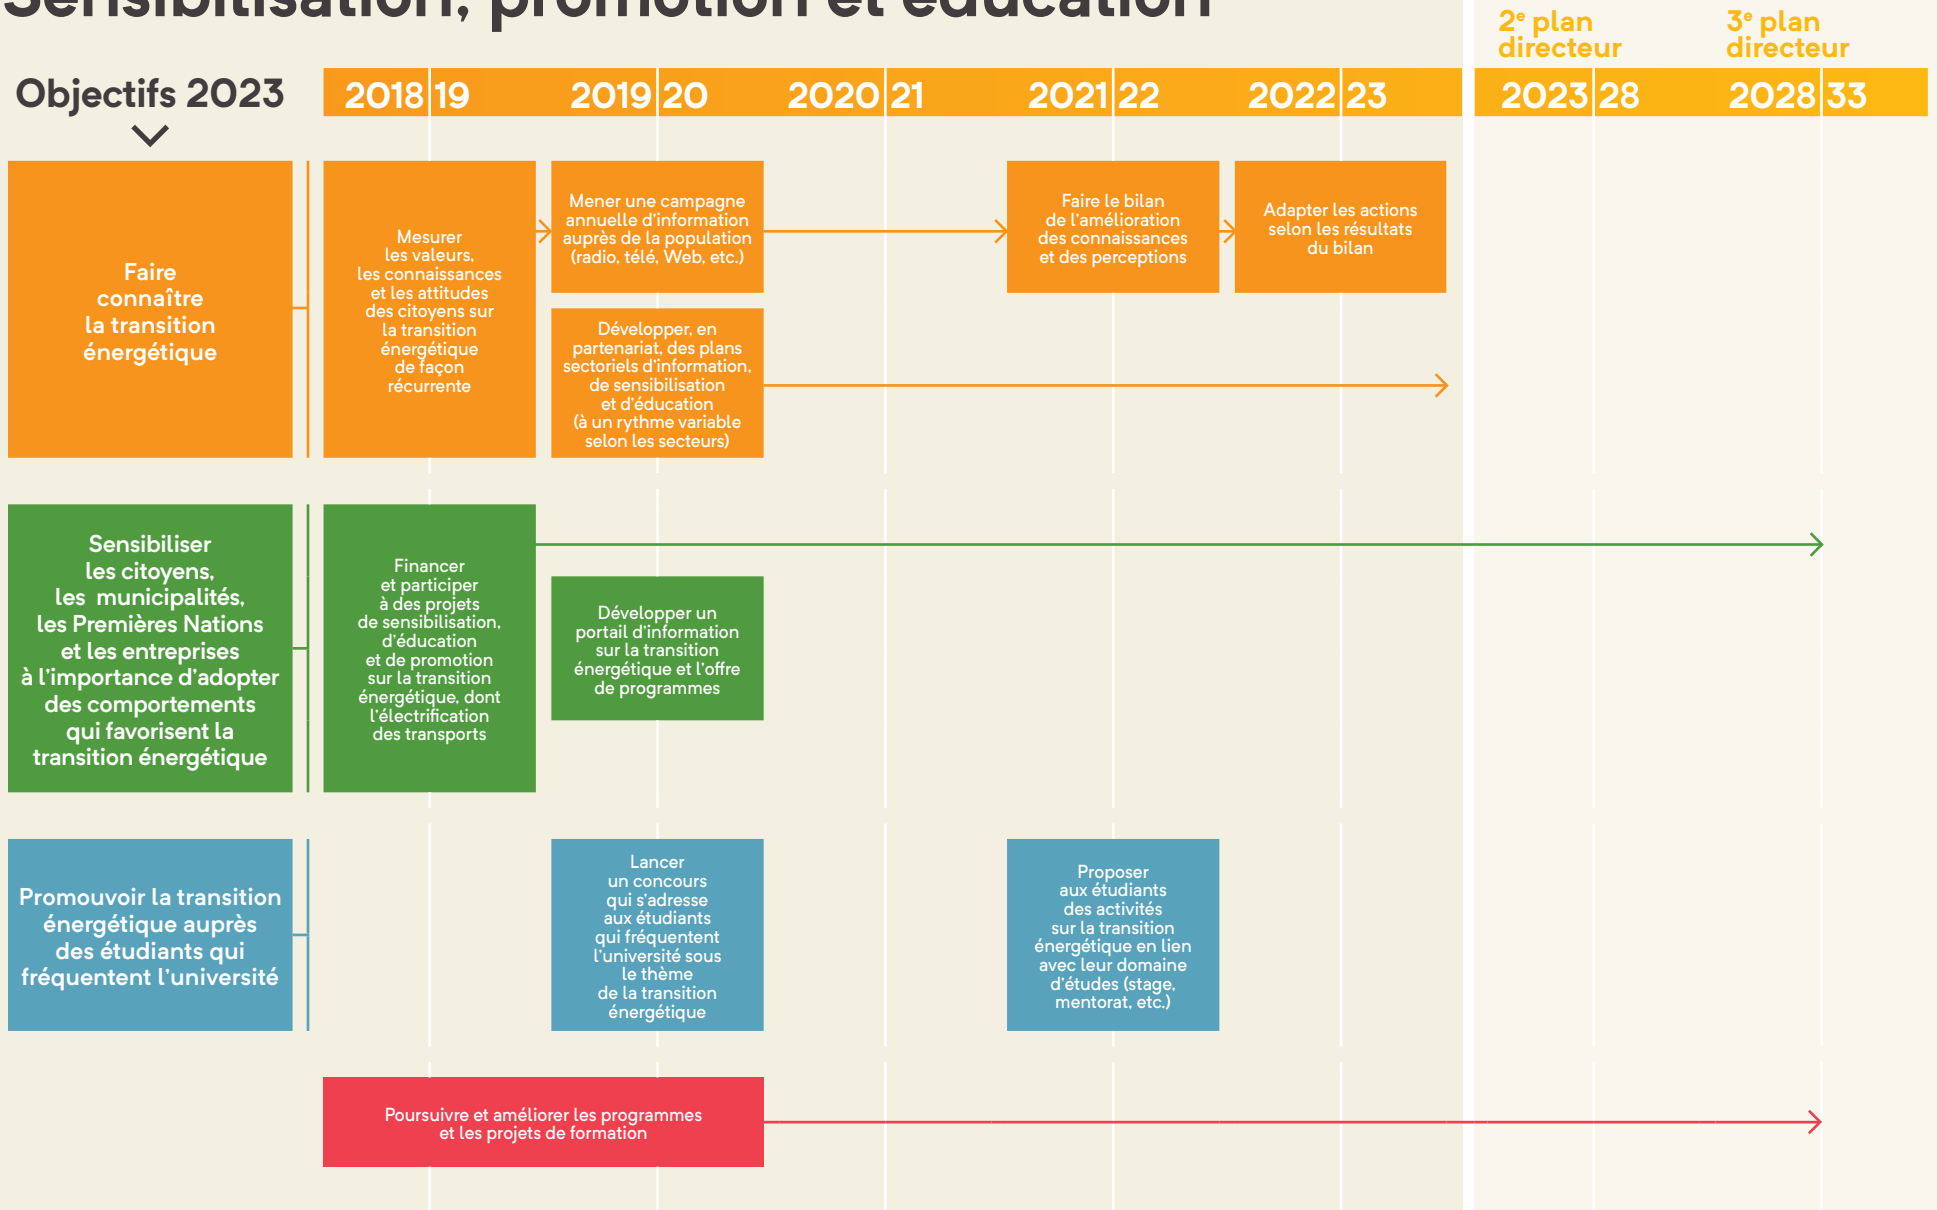 Sensibilisation, promotion et éducation
2e plan
directeur
3e plan
directeur
Objectifs 2023
2018 19
2019 20
2020 21
2021 22
2022 23
2023 28
2028 33
Faire
connaître
la transition
énergétique
Mesurer
les valeurs,
les connaissances
et les attitudes
des citoyens sur
la transition
énergétique
de façon
récurrente
Mener une campagne
annuelle d'information
auprès de la population
(radio, télé, Web, etc.)
Développer, en
partenariat, des plans
sectoriels d'information,
de sensibilisation
et d'éducation
(à un rythme variable
selon les secteurs)
Faire le bilan
de l'amélioration
des connaissances
et des perceptions
Adapter les actions
selon les résultats
du bilan
Sensibiliser
les citoyens,
les municipalités,
les Premières Nations
et les entreprises
à l'importance d'adopter
des comportements
qui favorisent la
transition énergétique
Financer
et participer
à des projets
de sensibilisation,
d'éducation
et de promotion
sur la transition
énergétique, dont
l'électrification
des transports
Développer un
portail d'information
sur la transition
énergétique et l'offre
de programmes
Promouvoir la transition
énergétique auprès
des étudiants qui
fréquentent l'université
Lancer
un concours
qui s'adresse
aux étudiants
qui fréquentent
l'université sous
le thème
de la transition
énergétique
Proposer
aux étudiants
des activités
sur la transition
énergétique en lien
avec leur domaine
d'études (stage,
mentorat, etc.)
Poursuivre et améliorer les programmes
et les projets de formation